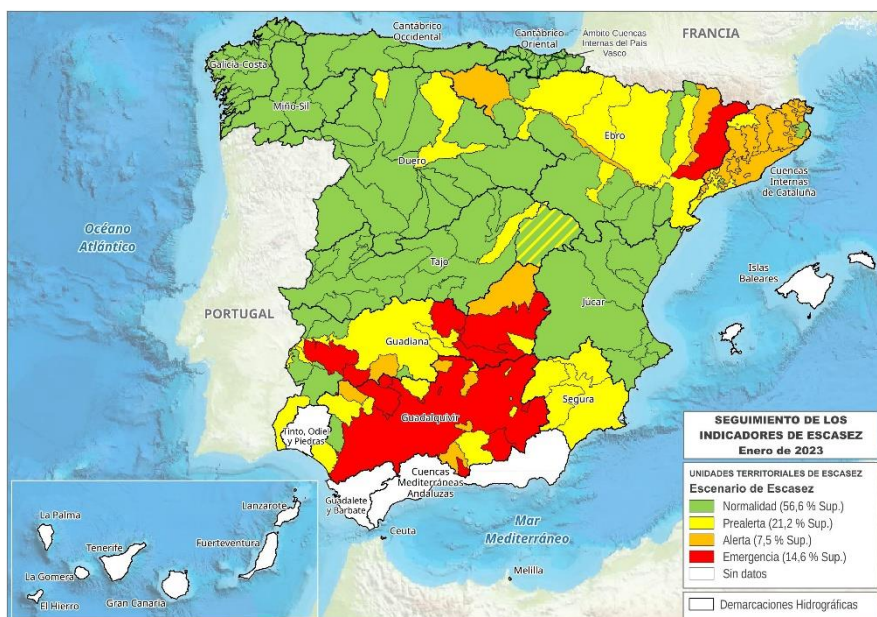 Cantábrico
Occidental
Cantábrico
Oriental
Ámbito Cuencas
Internas del País
Vasco
FRANCIA
Galicia-Costa
Miño-Sil
Ebro
Duero
Cuencas
Internas
de Cataluña
Océano
Atlántico
Tajo
Islas
Baleares
Júcar
PORTUGAL
Guadiana
Segura
Guadalquivir
Tinto, Odiel
y Piedras
Cuencas
Mediterráneas
Andaluzas
Guadalete
y Barbate
Ceuta
Mar
Mediterráneo
Melilla
La Palma
Lanzarote
Tenerife
Fuerteventura
La Gomera
El Hierro
Gran Canaria
SEGUIMIENTO DE LOS
INDICADORES DE ESCASEZ
Enero de 2023
UNIDADES TERRITORIALES DE ESCASEZ
Escenario de Escasez
Normalidad (56,6 % Sup.)
Prealerta (21,2 % Sup.)
Alerta (7,5 % Sup.)
Emergencia (14,6 % Sup.)
Sin datos
Demarcaciones Hidrográficas